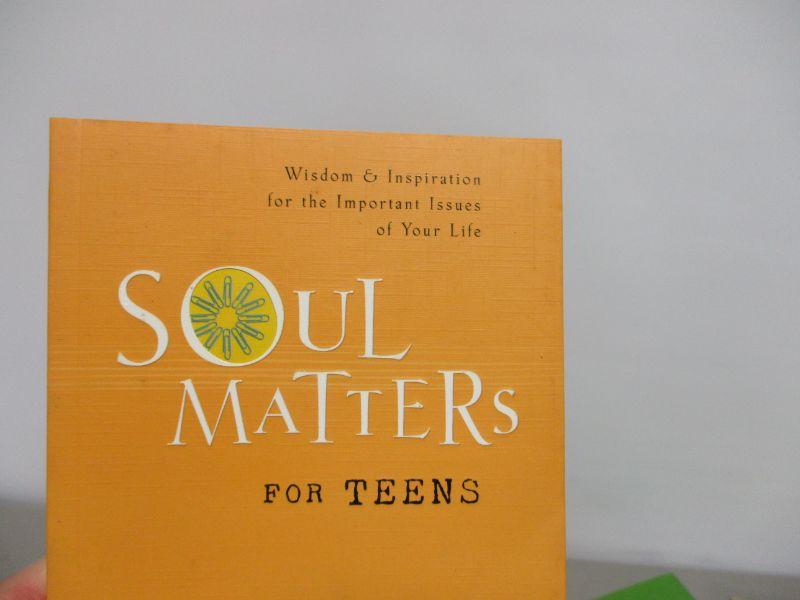 Wisdom & Inspiration
for the Important Issues
of Your Life
SOUL
MATTERS
FOR TEENS